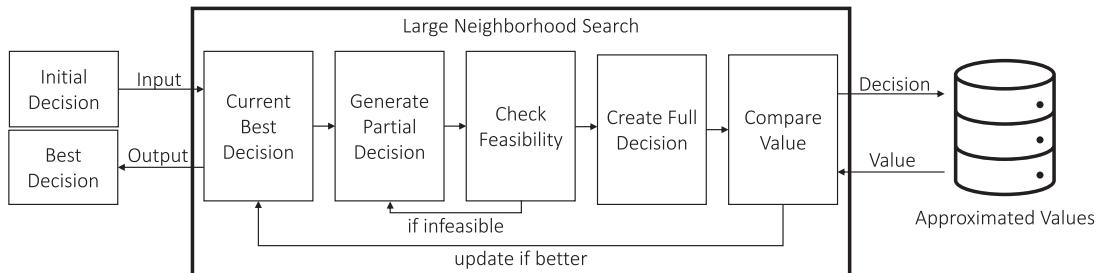 Large Neighborhood Search
Initial
Decision
Input
Best
Decision
Output
Current
Best
Decision
Generate
Partial
Decision
Check
Feasibility
Create Full
Decision
Compare
Value
Decision
Value
Approximated Values
if infeasible
update if better